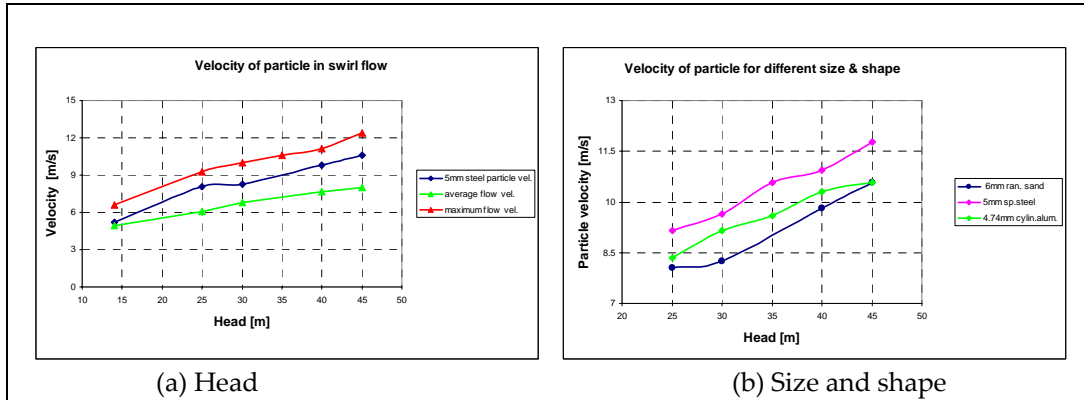 Velocity of particle in swirl flow
15
12
9
6
3
0
Velocity [m/s]
10 15 20 25 30 35 40 45 50
Head [m]
5mm steel particle vel.
average flow vel.
maximum flow vel.
(a) Head
Velocity of particle for different size & shape
13
11.5
10
8.5
7
Particle velocity [m/s]
20 25 30 35 40 45 50
Head [m]
6mm ran. sand
5mm sp.steel
4.74mm cylin.alum.
(b) Size and shape